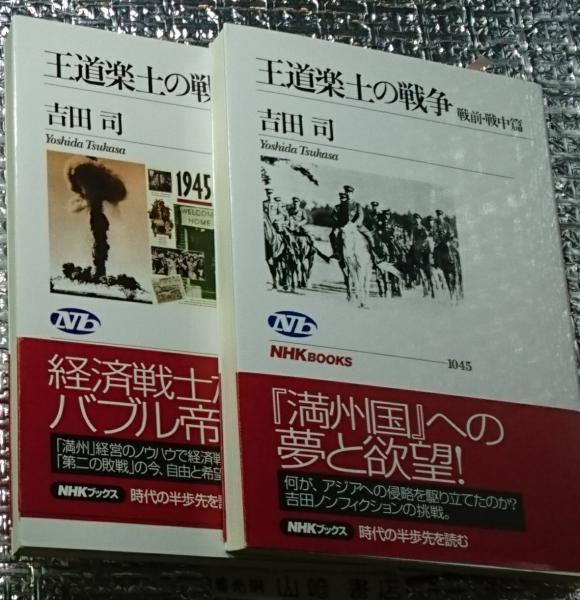 王道楽土の戦
吉田 司
Yoshida Tsukasa
1945
WELCOME
HOME
Nb
経済戦士
バブル帝
「満州」経営のノウハウで経済戦
「第二の敗戦」の今、自由と希望
NHKブックス 時代の半歩先を
王道楽土の戦争 戦前・戦中篇
吉田 司
Yoshida Tsukasa
Nb
NHK BOOKS
1045
『満州国』への
夢と欲望!
何が、アジアへの侵略を駆り立てたのか?
吉田ノンフィクションの挑戦。
NHKブックス 時代の半歩先を読む